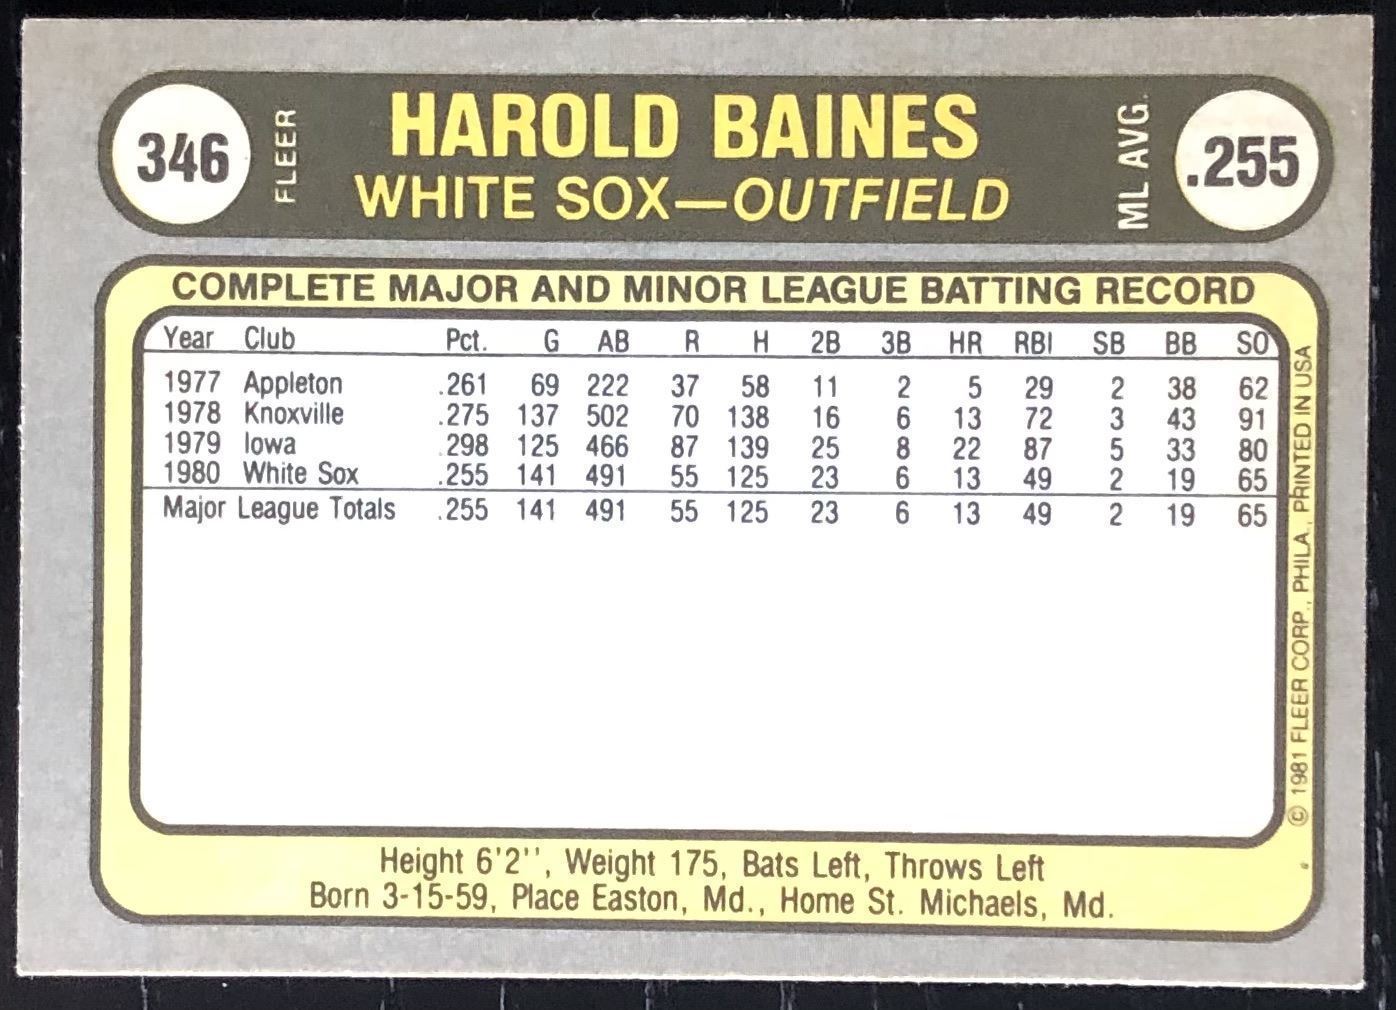 346 FLEER HAROLD BAINES ML AVG. .255
WHITE SOX—OUTFIELD
COMPLETE MAJOR AND MINOR LEAGUE BATTING RECORD
Year Club Pct. G AB R H 2B 3B HR RBI SB BB SO
1977 Appleton .261 69 222 37 58 11 2 5 29 2 38 62
1978 Knoxville .275 137 502 70 138 16 6 13 72 3 43 91
1979 Iowa .298 125 466 87 139 25 8 22 87 5 33 80
1980 White Sox .255 141 491 55 125 23 6 13 49 2 19 65
Major League Totals .255 141 491 55 125 23 6 13 49 2 19 65
© 1981 FLEER CORP., PHILA., PRINTED IN USA
Height 6'2'', Weight 175, Bats Left, Throws Left
Born 3-15-59, Place Easton, Md., Home St. Michaels, Md.